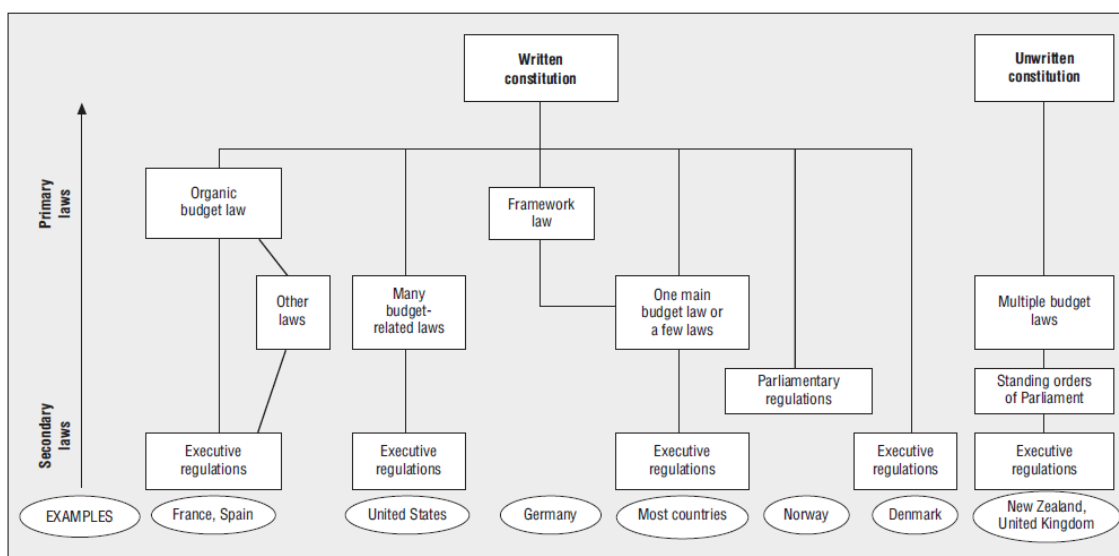 Written
constitution
Unwritten
constitution
Primary
laws
Organic
budget law
Framework
law
Other
laws
Many
budget-
related laws
One main
budget law or
a few laws
Multiple budget
laws
Parliamentary
regulations
Standing orders
of Parliament
Secondary
laws
Executive
regulations
Executive
regulations
Executive
regulations
Executive
regulations
Executive
regulations
EXAMPLES
France, Spain
United States
Germany
Most countries
Norway
Denmark
New Zealand,
United Kingdom